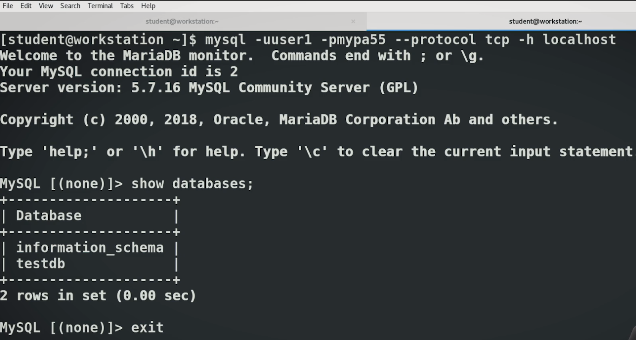 File Edit View Search Terminal Tabs Help
student@workstation:~ × student@workstation:~
[student@workstation ~]$ mysql -uuser1 -pmypa55 --protocol tcp -h localhost
Welcome to the MariaDB monitor.  Commands end with ; or \g.
Your MySQL connection id is 2
Server version: 5.7.16 MySQL Community Server (GPL)
Copyright (c) 2000, 2018, Oracle, MariaDB Corporation Ab and others.
Type 'help;' or '\h' for help. Type '\c' to clear the current input statement
MySQL [(none)]> show databases;
+--------------------+
| Database           |
+--------------------+
| information_schema |
| testdb             |
+--------------------+
2 rows in set (0.00 sec)
MySQL [(none)]> exit